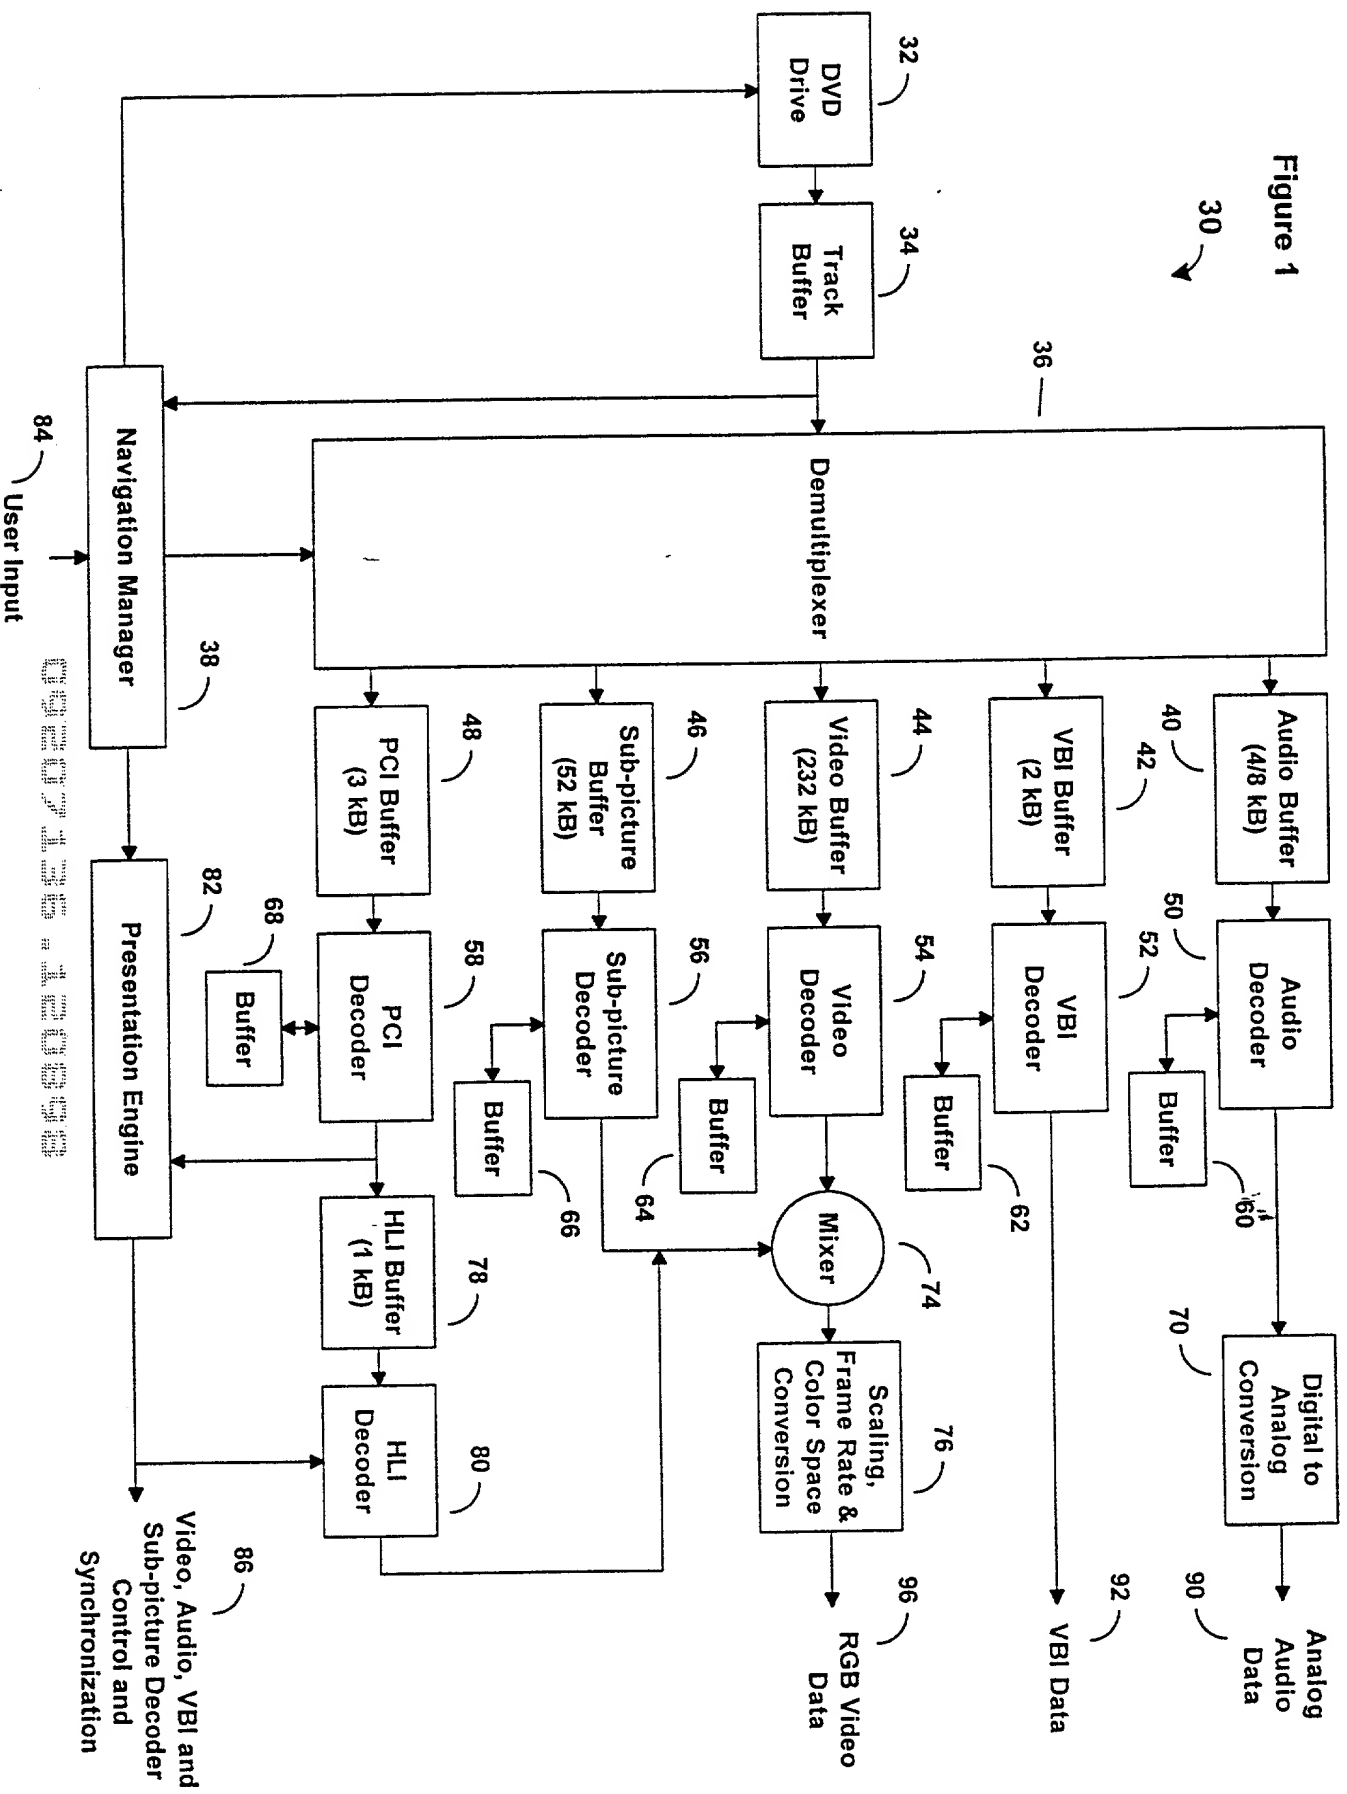 Figure 1
30
32
DVD
Drive
34
Track
Buffer
36
Demultiplexer
40
Audio Buffer
(4/8 kB)
50
Audio
Decoder
60
Buffer
70
Digital to
Analog
Conversion
90
Analog
Audio
Data
42
VBI Buffer
(2 kB)
52
VBI
Decoder
62
Buffer
92
VBI Data
44
Video Buffer
(232 kB)
54
Video
Decoder
64
Buffer
74
Mixer
76
Scaling,
Frame Rate &
Color Space
Conversion
96
RGB Video
Data
46
Sub-picture
Buffer
(52 kB)
56
Sub-picture
Decoder
66
Buffer
48
PCI Buffer
(3 kB)
58
PCI
Decoder
68
Buffer
78
HLI Buffer
(1 kB)
80
HLI
Decoder
38
Navigation Manager
84
User Input
82
Presentation Engine
86
Video, Audio, VBI and
Sub-picture Decoder
Control and
Synchronization
09207136.120898